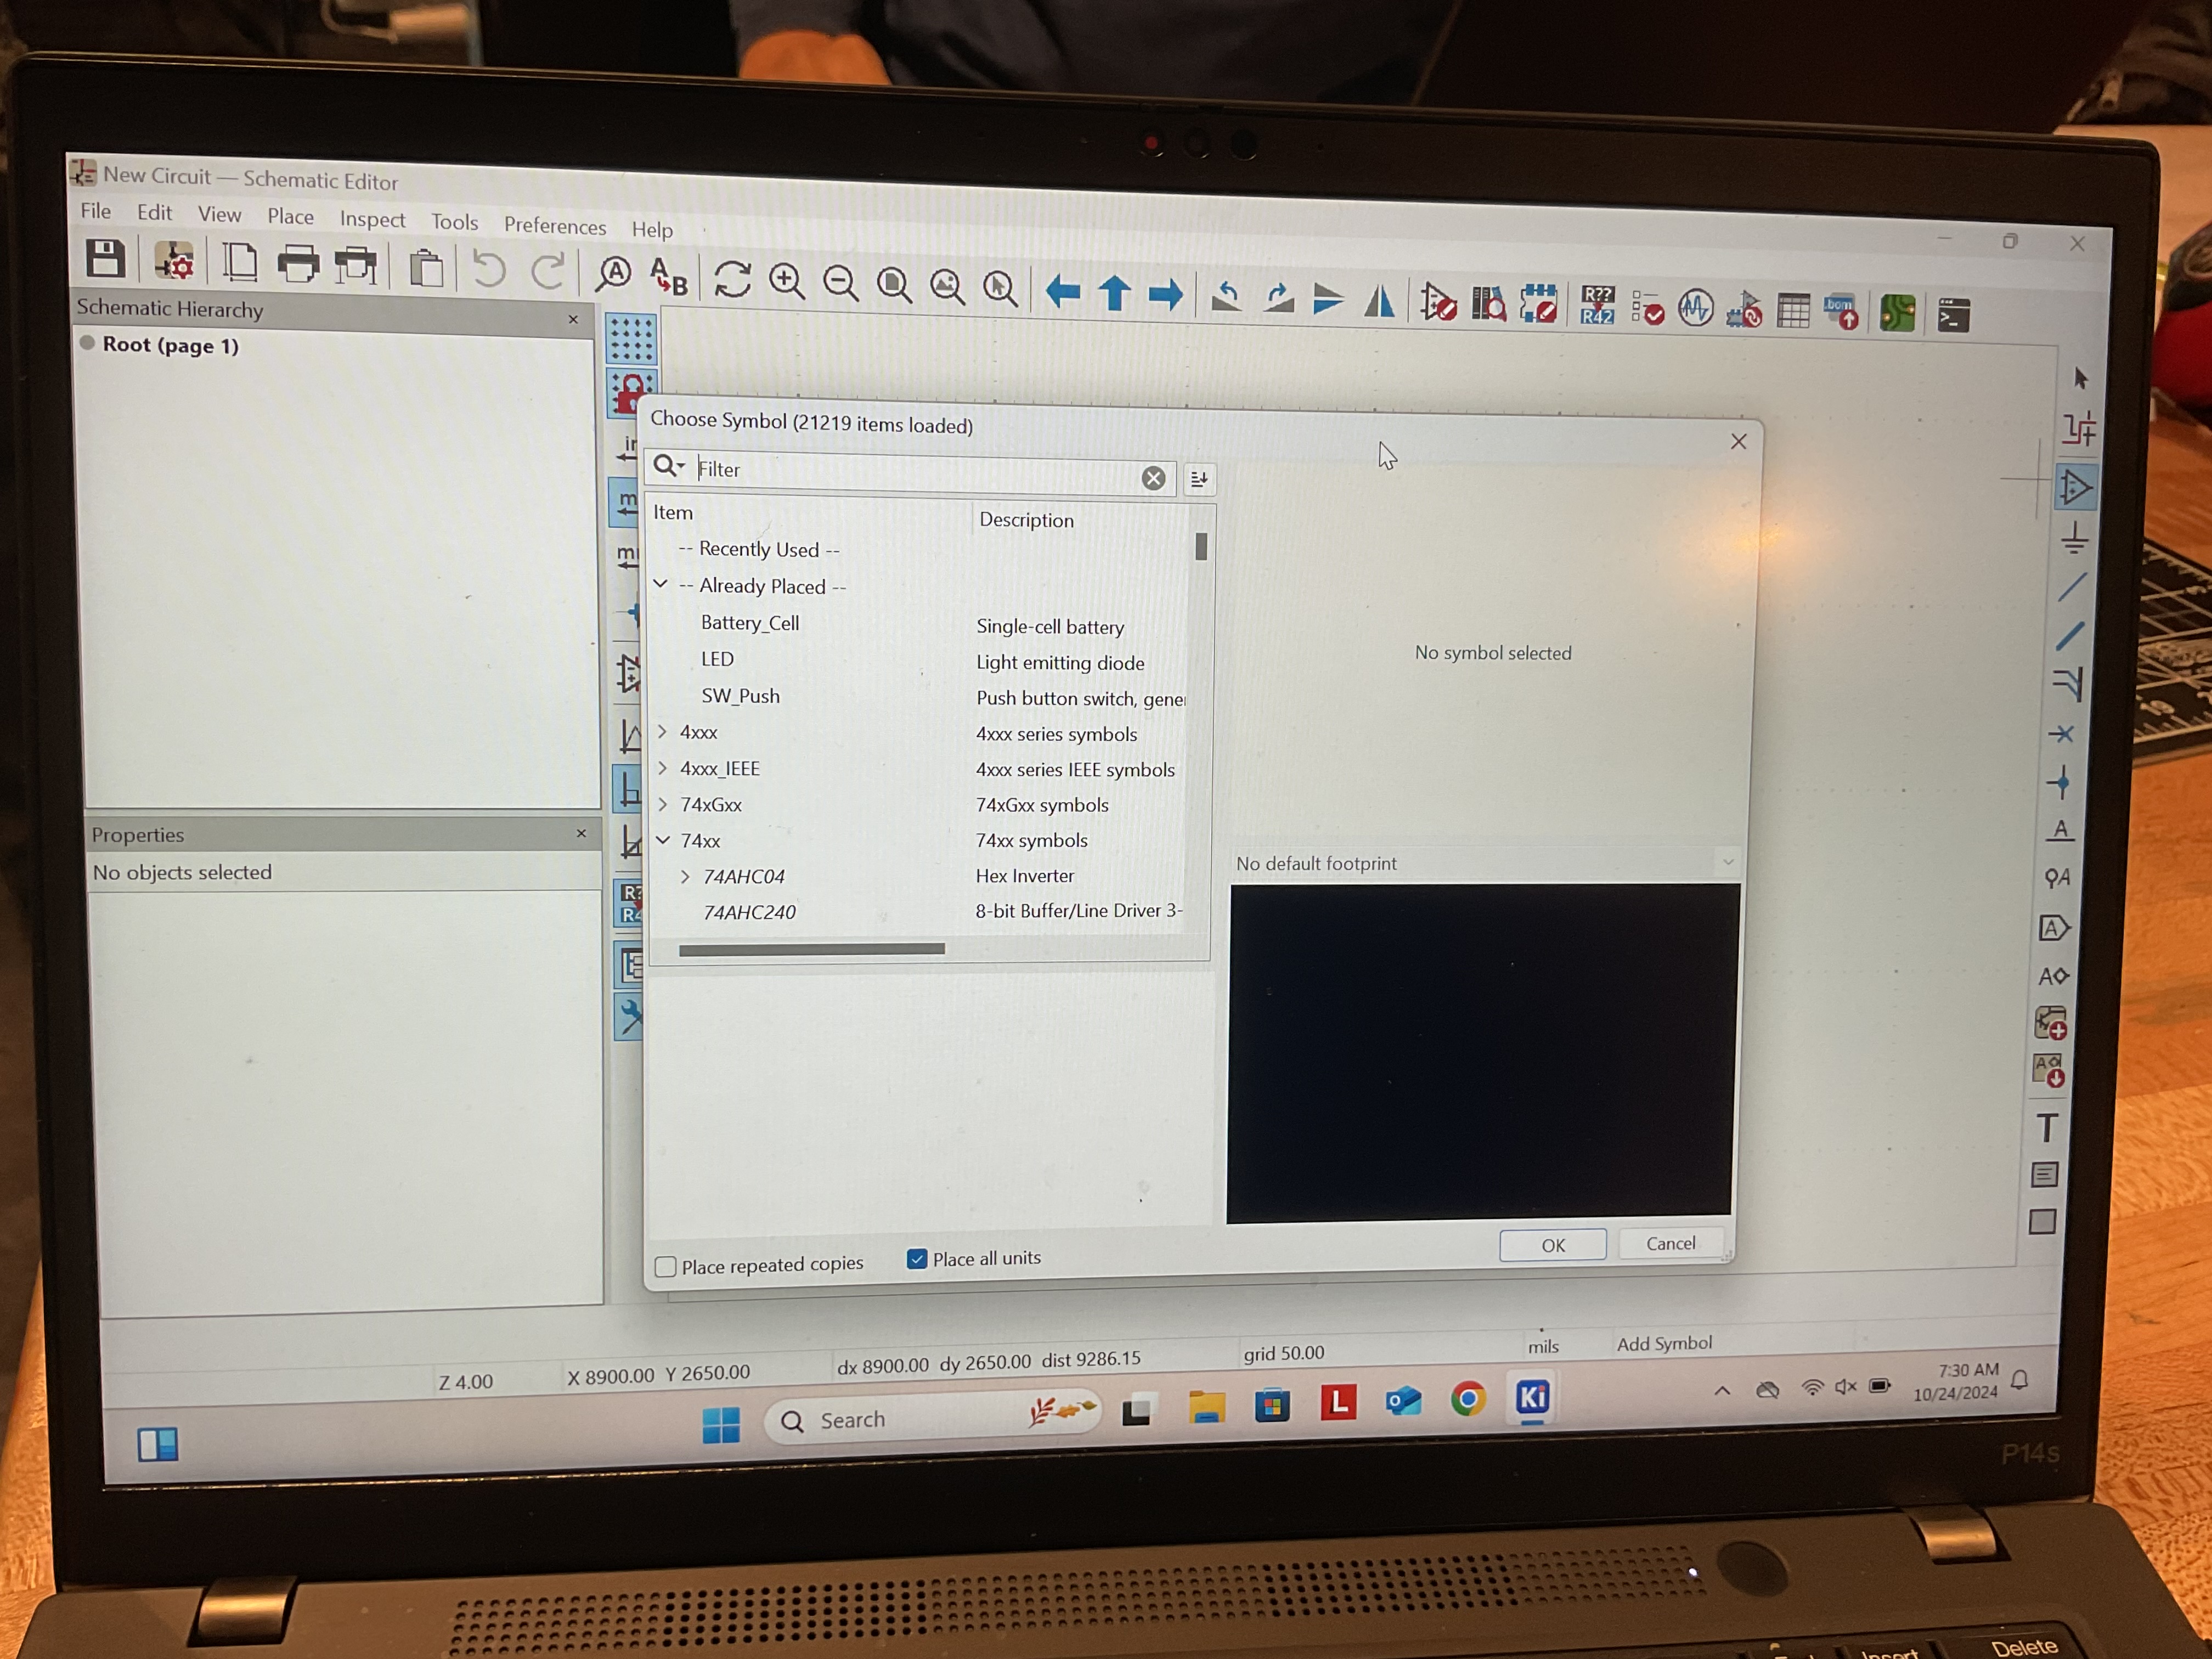 New Circuit — Schematic Editor
File Edit View Place Inspect Tools Preferences Help
A
A B
R??
R42
bom
Schematic Hierarchy
Root (page 1)
Choose Symbol (21219 items loaded)
Filter
Item Description
-- Recently Used --
-- Already Placed --
Battery_Cell Single-cell battery
LED Light emitting diode
SW_Push Push button switch, gene
4xxx 4xxx series symbols
4xxx_IEEE 4xxx series IEEE symbols
74xGxx 74xGxx symbols
74xx 74xx symbols
74AHC04 Hex Inverter
74AHC240 8-bit Buffer/Line Driver 3-
No symbol selected
No default footprint
Place repeated copies
Place all units
OK
Cancel
Properties
No objects selected
in
m
A
A
A
A
A
T
Z 4.00 X 8900.00 Y 2650.00 dx 8900.00 dy 2650.00 dist 9286.15 grid 50.00 mils Add Symbol
Search
L
Ki
7:30 AM
10/24/2024
P14s
Insert
Delete